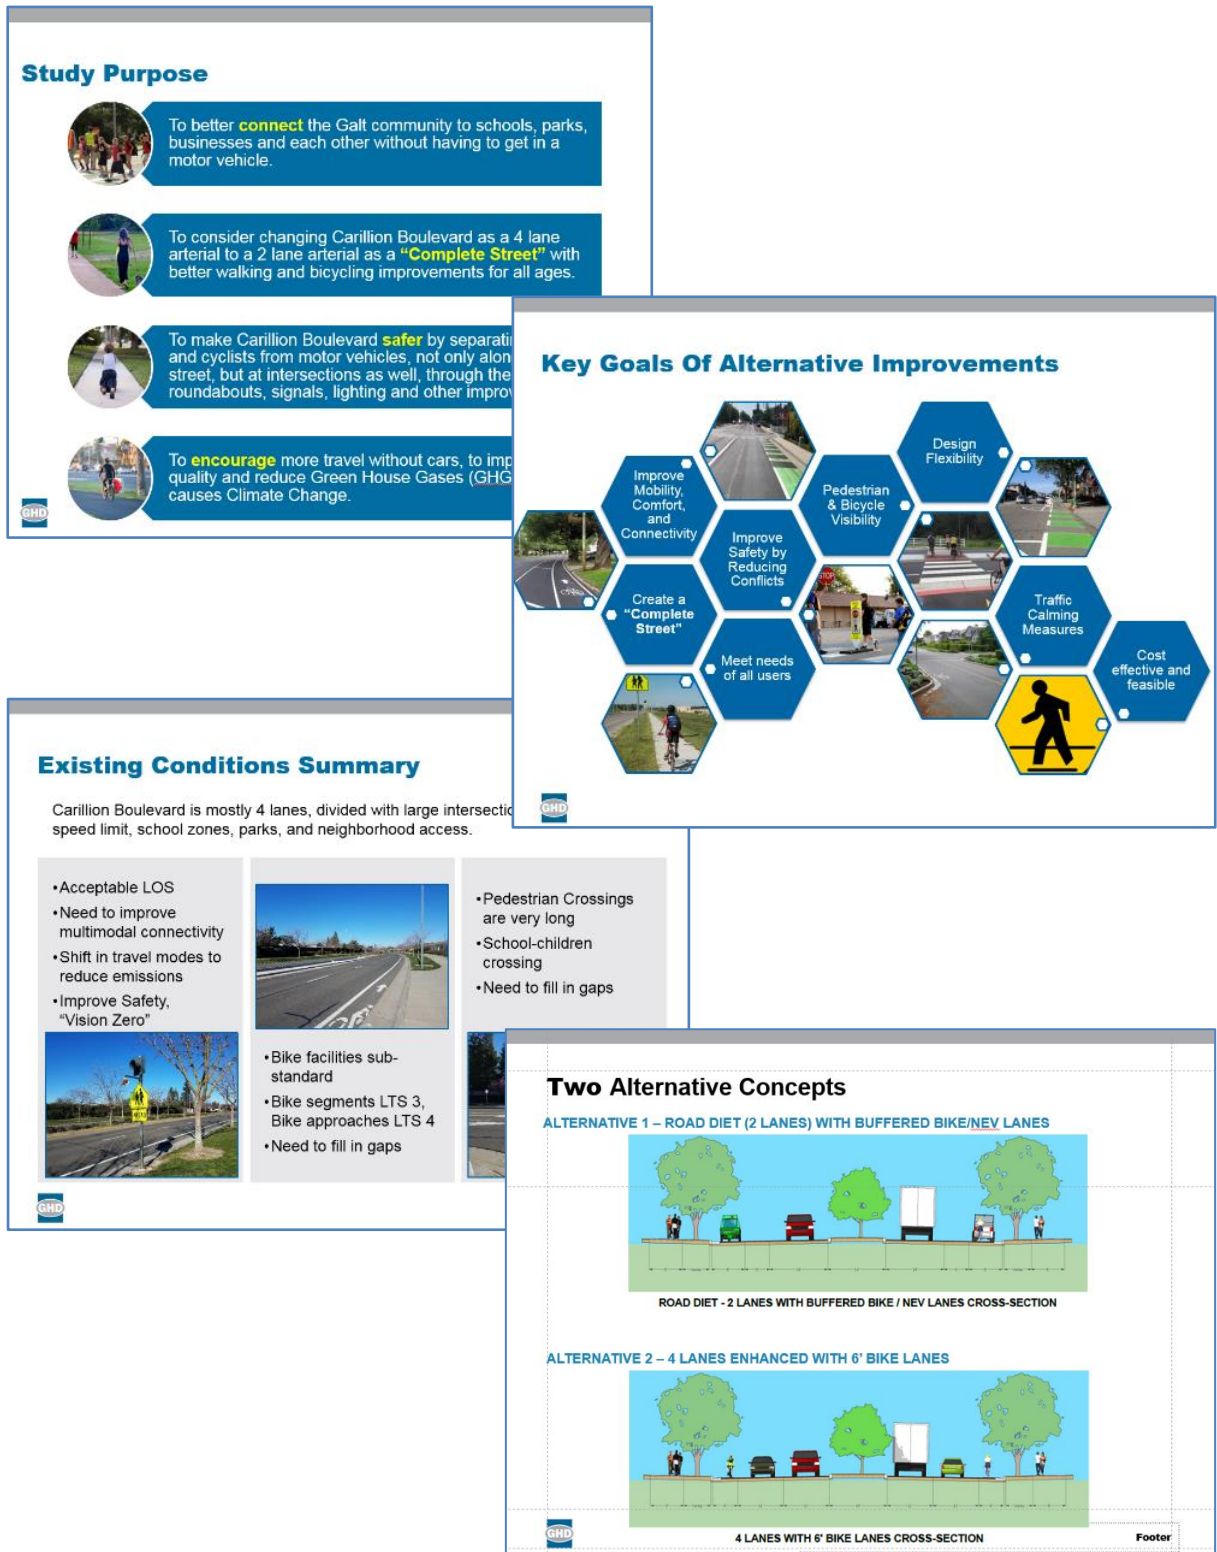 Study Purpose
To better connect the Galt community to schools, parks,
businesses and each other without having to get in a
motor vehicle.
To consider changing Carillion Boulevard as a 4 lane
arterial to a 2 lane arterial as a “Complete Street” with
better walking and bicycling improvements for all ages.
To make Carillion Boulevard safer by separati
and cyclists from motor vehicles, not only alon
street, but at intersections as well, through the
roundabouts, signals, lighting and other improv
To encourage more travel without cars, to imp
quality and reduce Green House Gases (GHG
causes Climate Change.
GHD
Key Goals Of Alternative Improvements
Improve
Mobility,
Comfort,
and
Connectivity
Improve
Safety by
Reducing
Conflicts
Pedestrian
& Bicycle
Visibility
Design
Flexibility
Create a
“Complete
Street”
Meet needs
of all users
STOP
Traffic
Calming
Measures
Cost
effective and
feasible
GHD
Existing Conditions Summary
Carillion Boulevard is mostly 4 lanes, divided with large intersectio
speed limit, school zones, parks, and neighborhood access.
•Acceptable LOS
•Need to improve
multimodal connectivity
•Shift in travel modes to
reduce emissions
•Improve Safety,
“Vision Zero”
•Bike facilities sub-
standard
•Bike segments LTS 3,
Bike approaches LTS 4
•Need to fill in gaps
•Pedestrian Crossings
are very long
•School-children
crossing
•Need to fill in gaps
GHD
Two Alternative Concepts
ALTERNATIVE 1 – ROAD DIET (2 LANES) WITH BUFFERED BIKE/NEV LANES
ROAD DIET - 2 LANES WITH BUFFERED BIKE / NEV LANES CROSS-SECTION
ALTERNATIVE 2 – 4 LANES ENHANCED WITH 6' BIKE LANES
4 LANES WITH 6' BIKE LANES CROSS-SECTION
GHD
Footer